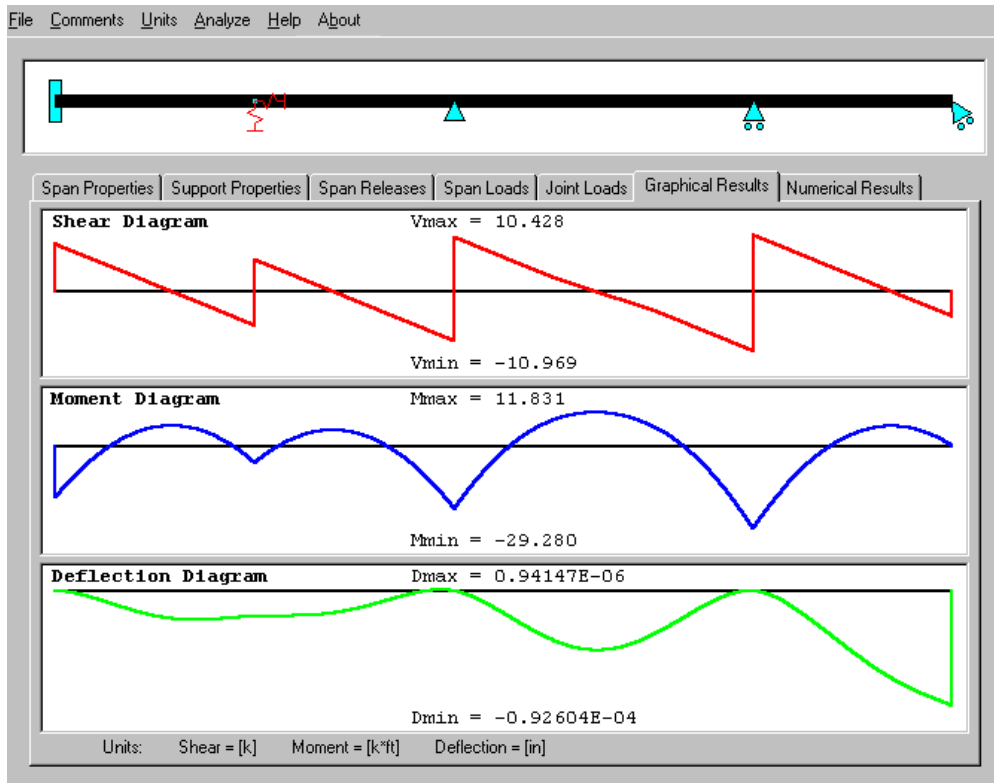 File Comments Units Analyze Help About
Span Properties Support Properties Span Releases Span Loads Joint Loads Graphical Results Numerical Results
Shear Diagram Vmax = 10.428
Vmin = -10.969
Moment Diagram Mmax = 11.831
Mmin = -29.280
Deflection Diagram Dmax = 0.94147E-06
Dmin = -0.92604E-04
Units: Shear = [k] Moment = [k*ft] Deflection = [in]